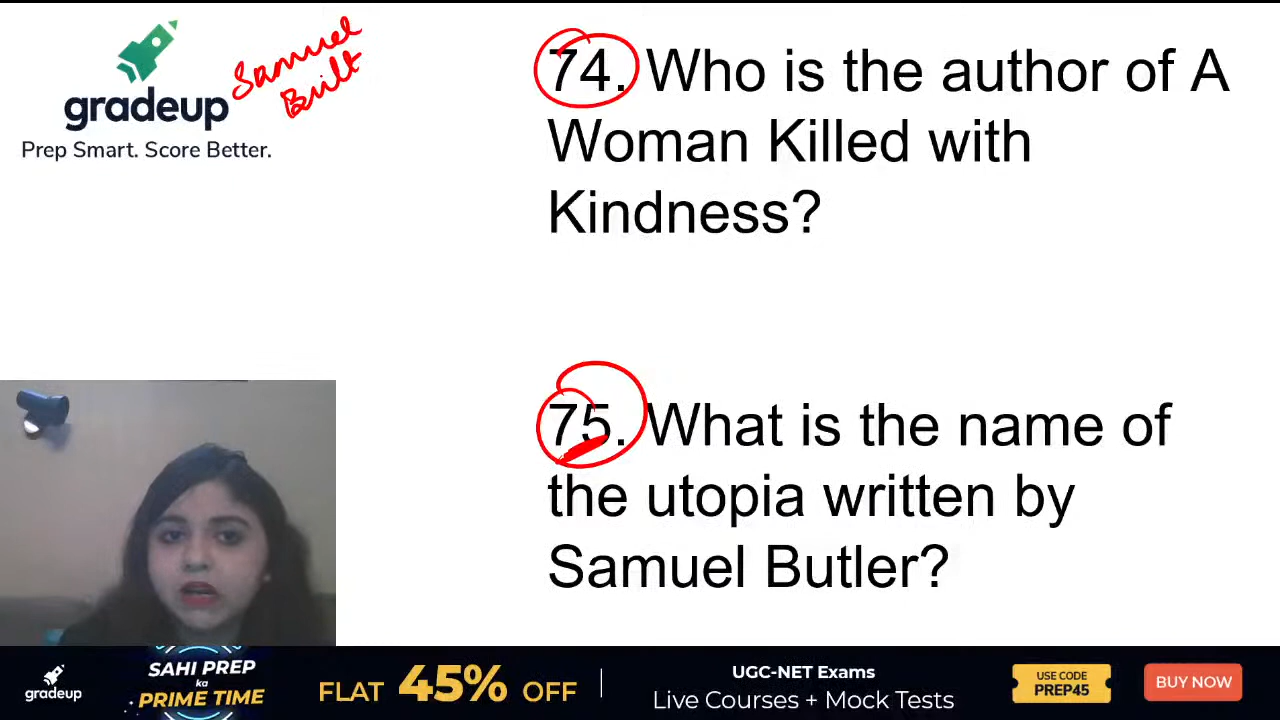 gradeup
Prep Smart. Score Better.
Samuel
74. Who is the author of A
Woman Killed with
Kindness?
75. What is the name of
the utopia written by
Samuel Butler?
gradeup
SAHI PREP
ka
PRIME TIME
FLAT 45% OFF
UGC-NET Exams
Live Courses + Mock Tests
USE CODE
PREP45
BUY NOW